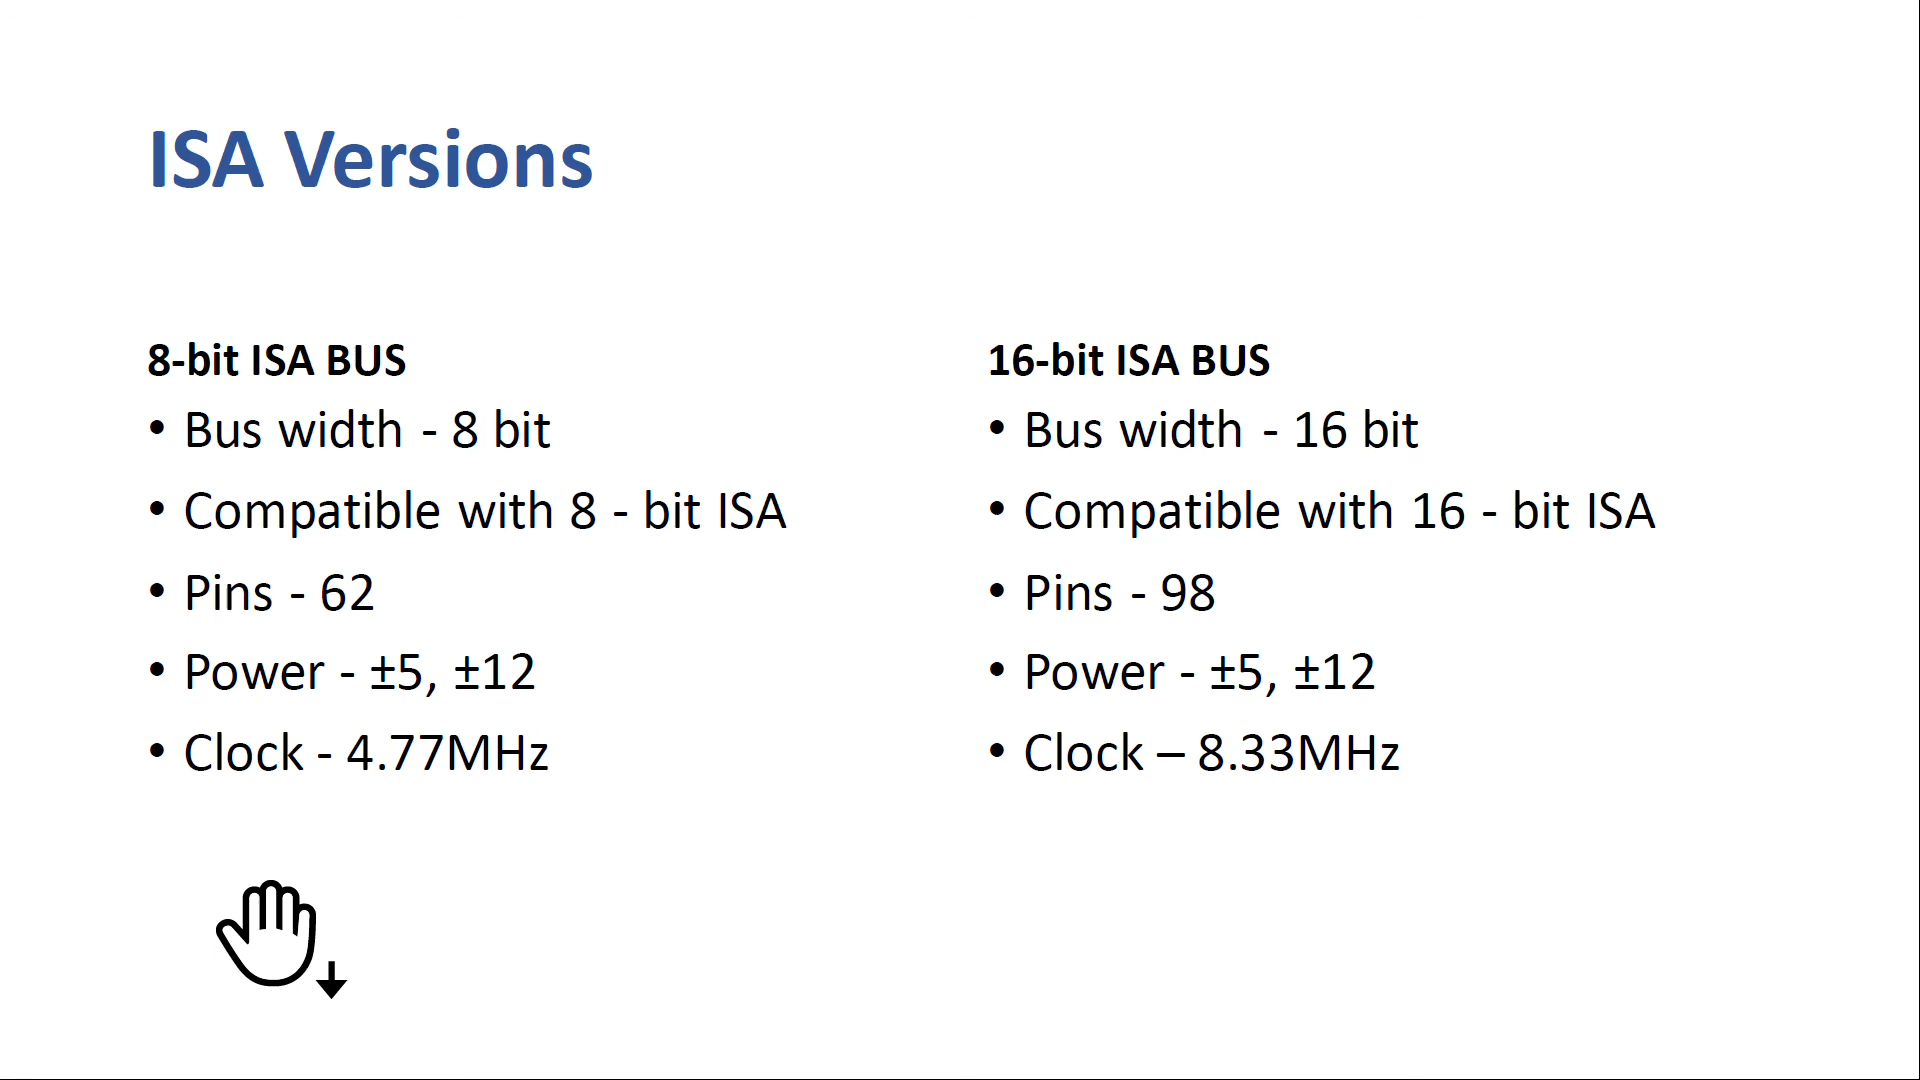 ISA Versions
8-bit ISA BUS
• Bus width - 8 bit
• Compatible with 8 - bit ISA
• Pins - 62
• Power - ±5, ±12
• Clock - 4.77MHz
16-bit ISA BUS
• Bus width - 16 bit
• Compatible with 16 - bit ISA
• Pins - 98
• Power - ±5, ±12
• Clock – 8.33MHz